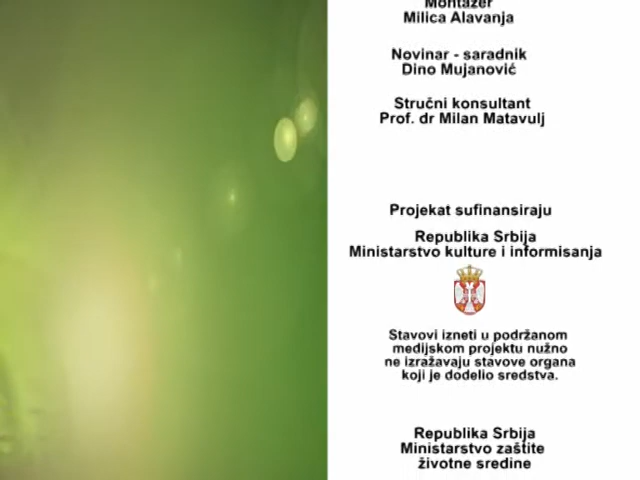 Montažer
Milica Alavanja
Novinar - saradnik
Dino Mujanović
Stručni konsultant
Prof. dr Milan Matavulj
Projekat sufinansiraju
Republika Srbija
Ministarstvo kulture i informisanja
Stavovi izneti u podržanom
medijskom projektu nužno
ne izražavaju stavove organa
koji je dodelio sredstva.
Republika Srbija
Ministarstvo zaštite
životne sredine